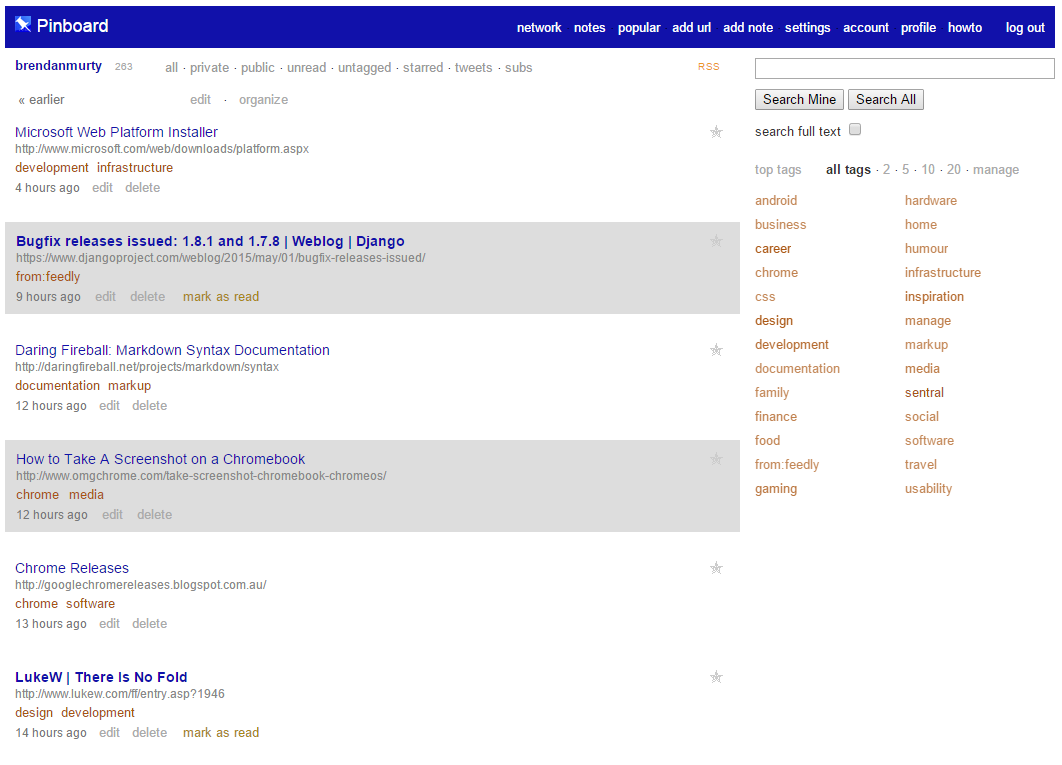 Pinboard network notes popular add url add note settings account profile howto log out
brendanmurty 263 all · private · public · unread · untagged · starred · tweets · subs RSS
« earlier edit · organize
Microsoft Web Platform Installer
http://www.microsoft.com/web/downloads/platform.aspx
development infrastructure
4 hours ago edit delete
Bugfix releases issued: 1.8.1 and 1.7.8 | Weblog | Django
https://www.djangoproject.com/weblog/2015/may/01/bugfix-releases-issued/
from:feedly
9 hours ago edit delete mark as read
Daring Fireball: Markdown Syntax Documentation
http://daringfireball.net/projects/markdown/syntax
documentation markup
12 hours ago edit delete
How to Take A Screenshot on a Chromebook
http://www.omgchrome.com/take-screenshot-chromebook-chromeos/
chrome media
12 hours ago edit delete
Chrome Releases
http://googlechromereleases.blogspot.com.au/
chrome software
13 hours ago edit delete
LukeW | There Is No Fold
http://www.lukew.com/ff/entry.asp?1946
design development
14 hours ago edit delete mark as read
Search Mine Search All
search full text
top tags all tags · 2 · 5 · 10 · 20 · manage
android hardware
business home
career humour
chrome infrastructure
css inspiration
design manage
development markup
documentation media
family sentral
finance social
food software
from:feedly travel
gaming usability